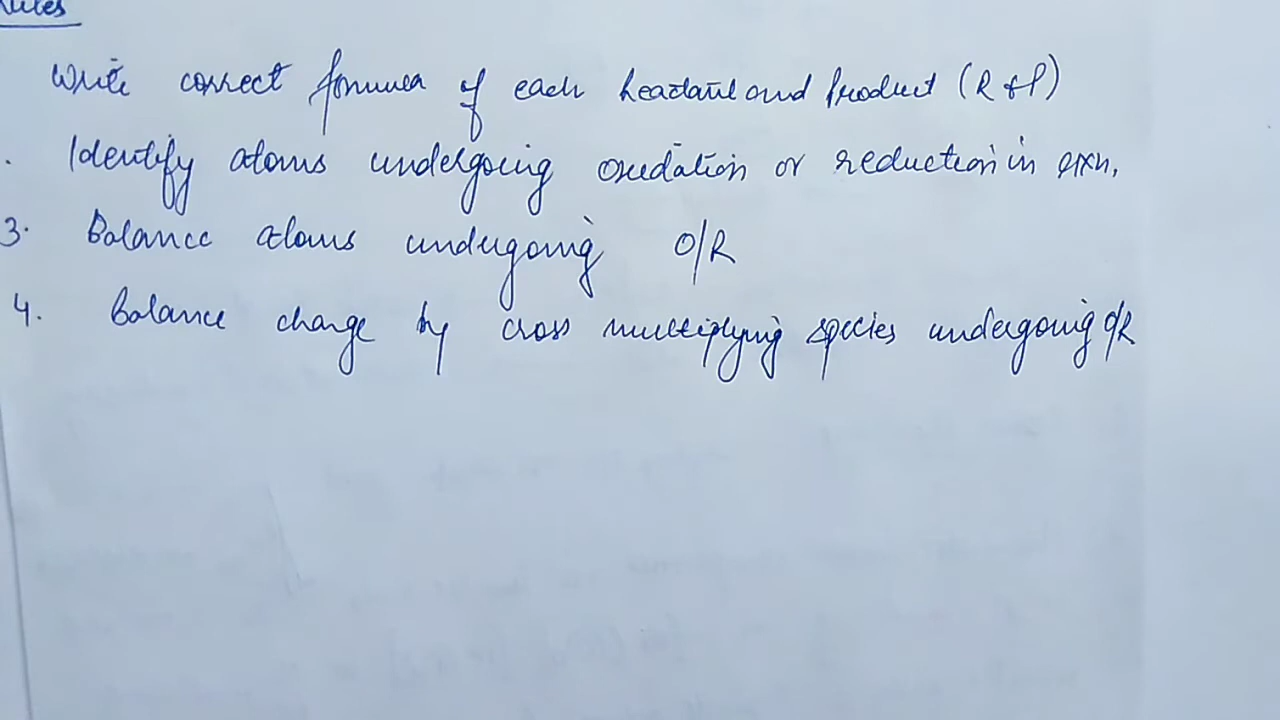 Rules
Write correct formula of each Reactant and Product (R & P)
. Identify atoms undergoing oxidation or reduction in rxn.
3. Balance atoms undergoing O/R
4. Balance change by cross multiplying species undergoing O/R